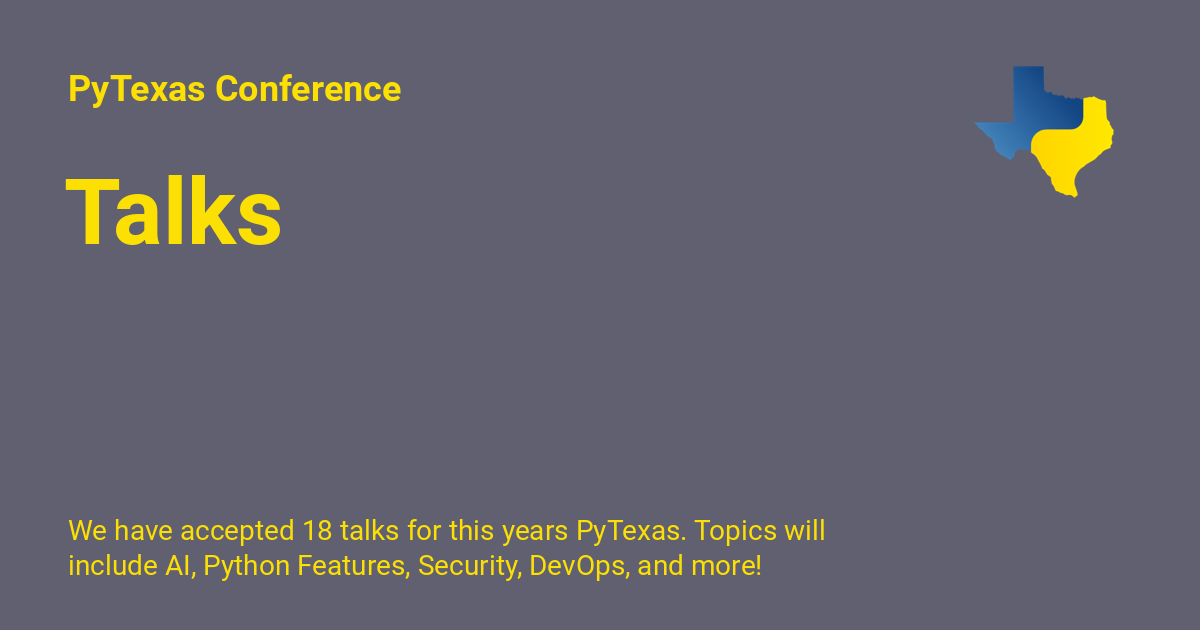 PyTexas Conference
Talks
We have accepted 18 talks for this years PyTexas. Topics will
include AI, Python Features, Security, DevOps, and more!